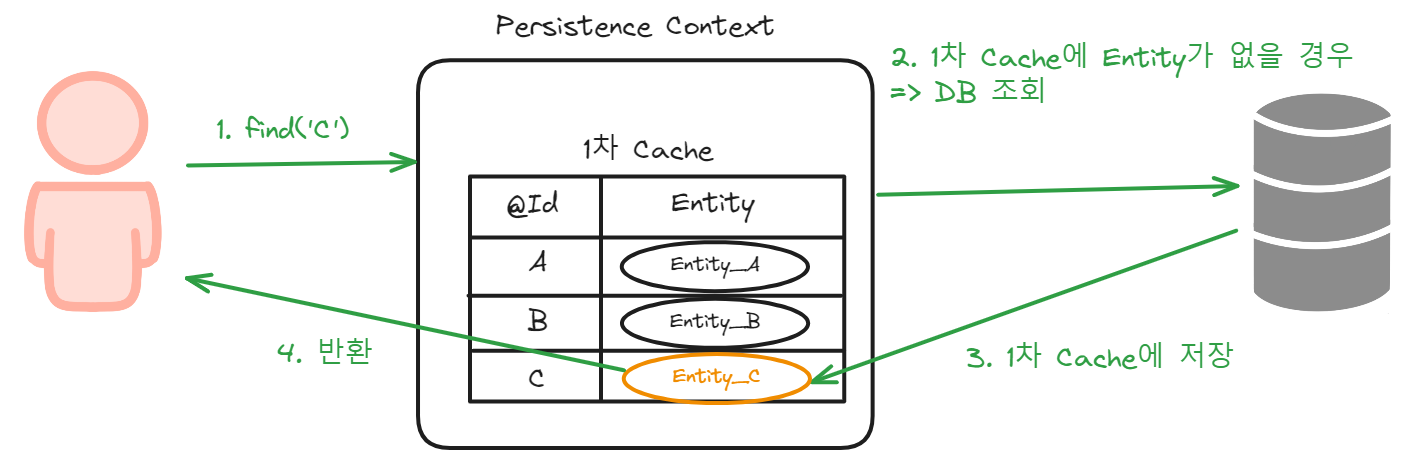 Persistence Context
1. find('C')
2. 1차 Cache에 Entity가 없을 경우
=> DB 조회
1차 Cache
@Id Entity
A Entity_A
B Entity_B
C Entity_C
3. 1차 Cache에 저장
4. 반환